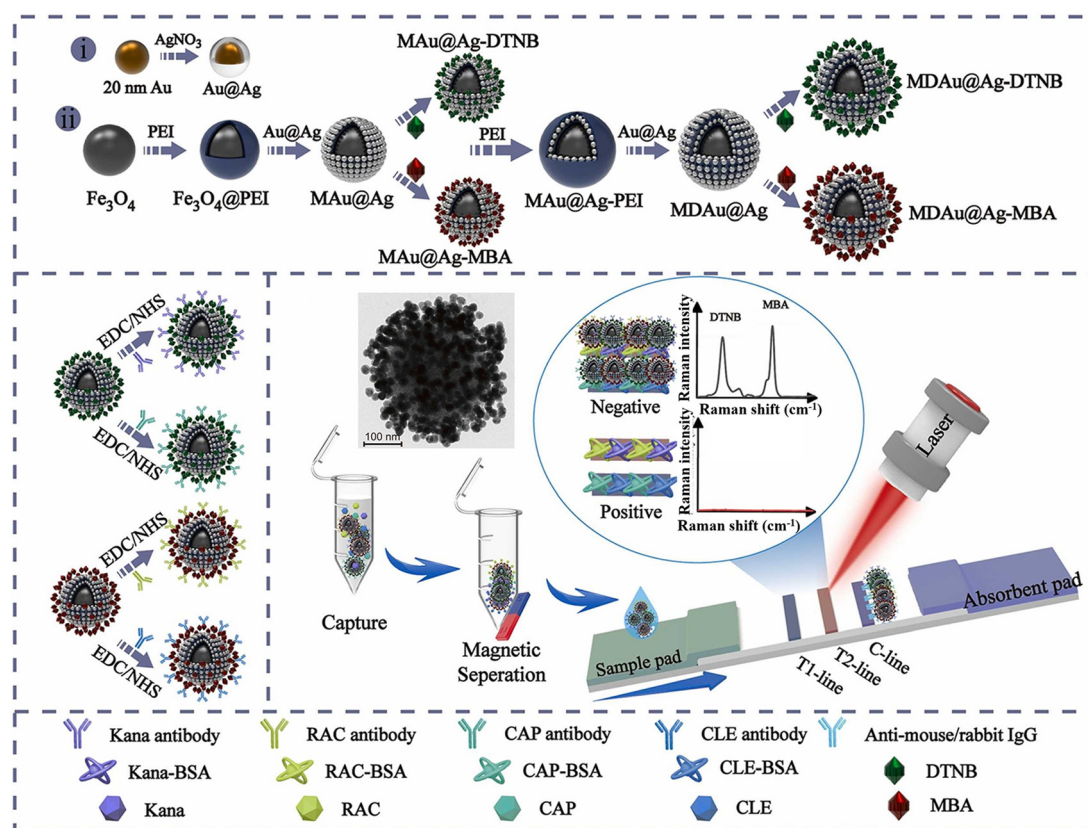 i
AgNO₃
20 nm Au
Au@Ag
ii
PEI
Au@Ag
Fe₃O₄
Fe₃O₄@PEI
MAu@Ag
MAu@Ag-DTNB
MAu@Ag-MBA
PEI
Au@Ag
MAu@Ag-PEI
MDAu@Ag
MDAu@Ag-DTNB
MDAu@Ag-MBA
EDC/NHS
EDC/NHS
EDC/NHS
EDC/NHS
100 nm
Capture
Magnetic
Seperation
Negative
Positive
Raman intensity
DTNB
MBA
Raman shift (cm⁻¹)
Raman intensity
Raman shift (cm⁻¹)
Laser
Sample pad
T1-line
T2-line
C-line
Absorbent pad
Kana antibody
RAC antibody
CAP antibody
CLE antibody
Anti-mouse/rabbit IgG
Kana-BSA
RAC-BSA
CAP-BSA
CLE-BSA
DTNB
Kana
RAC
CAP
CLE
MBA